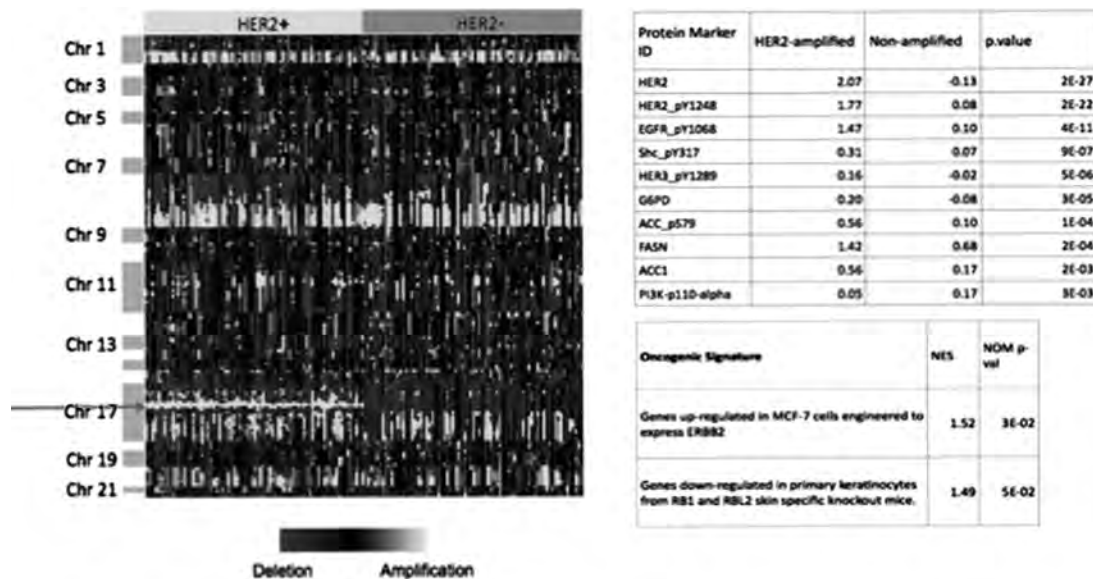 HER2+ HER2-
Chr 1
Chr 3
Chr 5
Chr 7
Chr 9
Chr 11
Chr 13
Chr 17
Chr 19
Chr 21
Deletion Amplification
Protein Marker ID HER2-amplified Non-amplified p.value
HER2 2.07 -0.13 2E-27
HER2_pY1248 1.77 0.08 2E-22
EGFR_pY1068 1.47 0.10 4E-11
Shc_pY317 0.31 0.07 9E-07
HER3_pY1289 0.16 -0.02 5E-06
G6PD 0.20 -0.08 3E-05
ACC_pS79 0.56 0.10 1E-04
FASN 1.42 0.68 2E-04
ACC1 0.56 0.17 2E-03
PI3K-p110-alpha 0.05 0.17 3E-03
Oncogenic Signature NES NOM p-val
Genes up-regulated in MCF-7 cells engineered to
express ERBB2 1.52 3E-02
Genes down-regulated in primary keratinocytes
from RB1 and RBL2 skin specific knockout mice. 1.49 5E-02